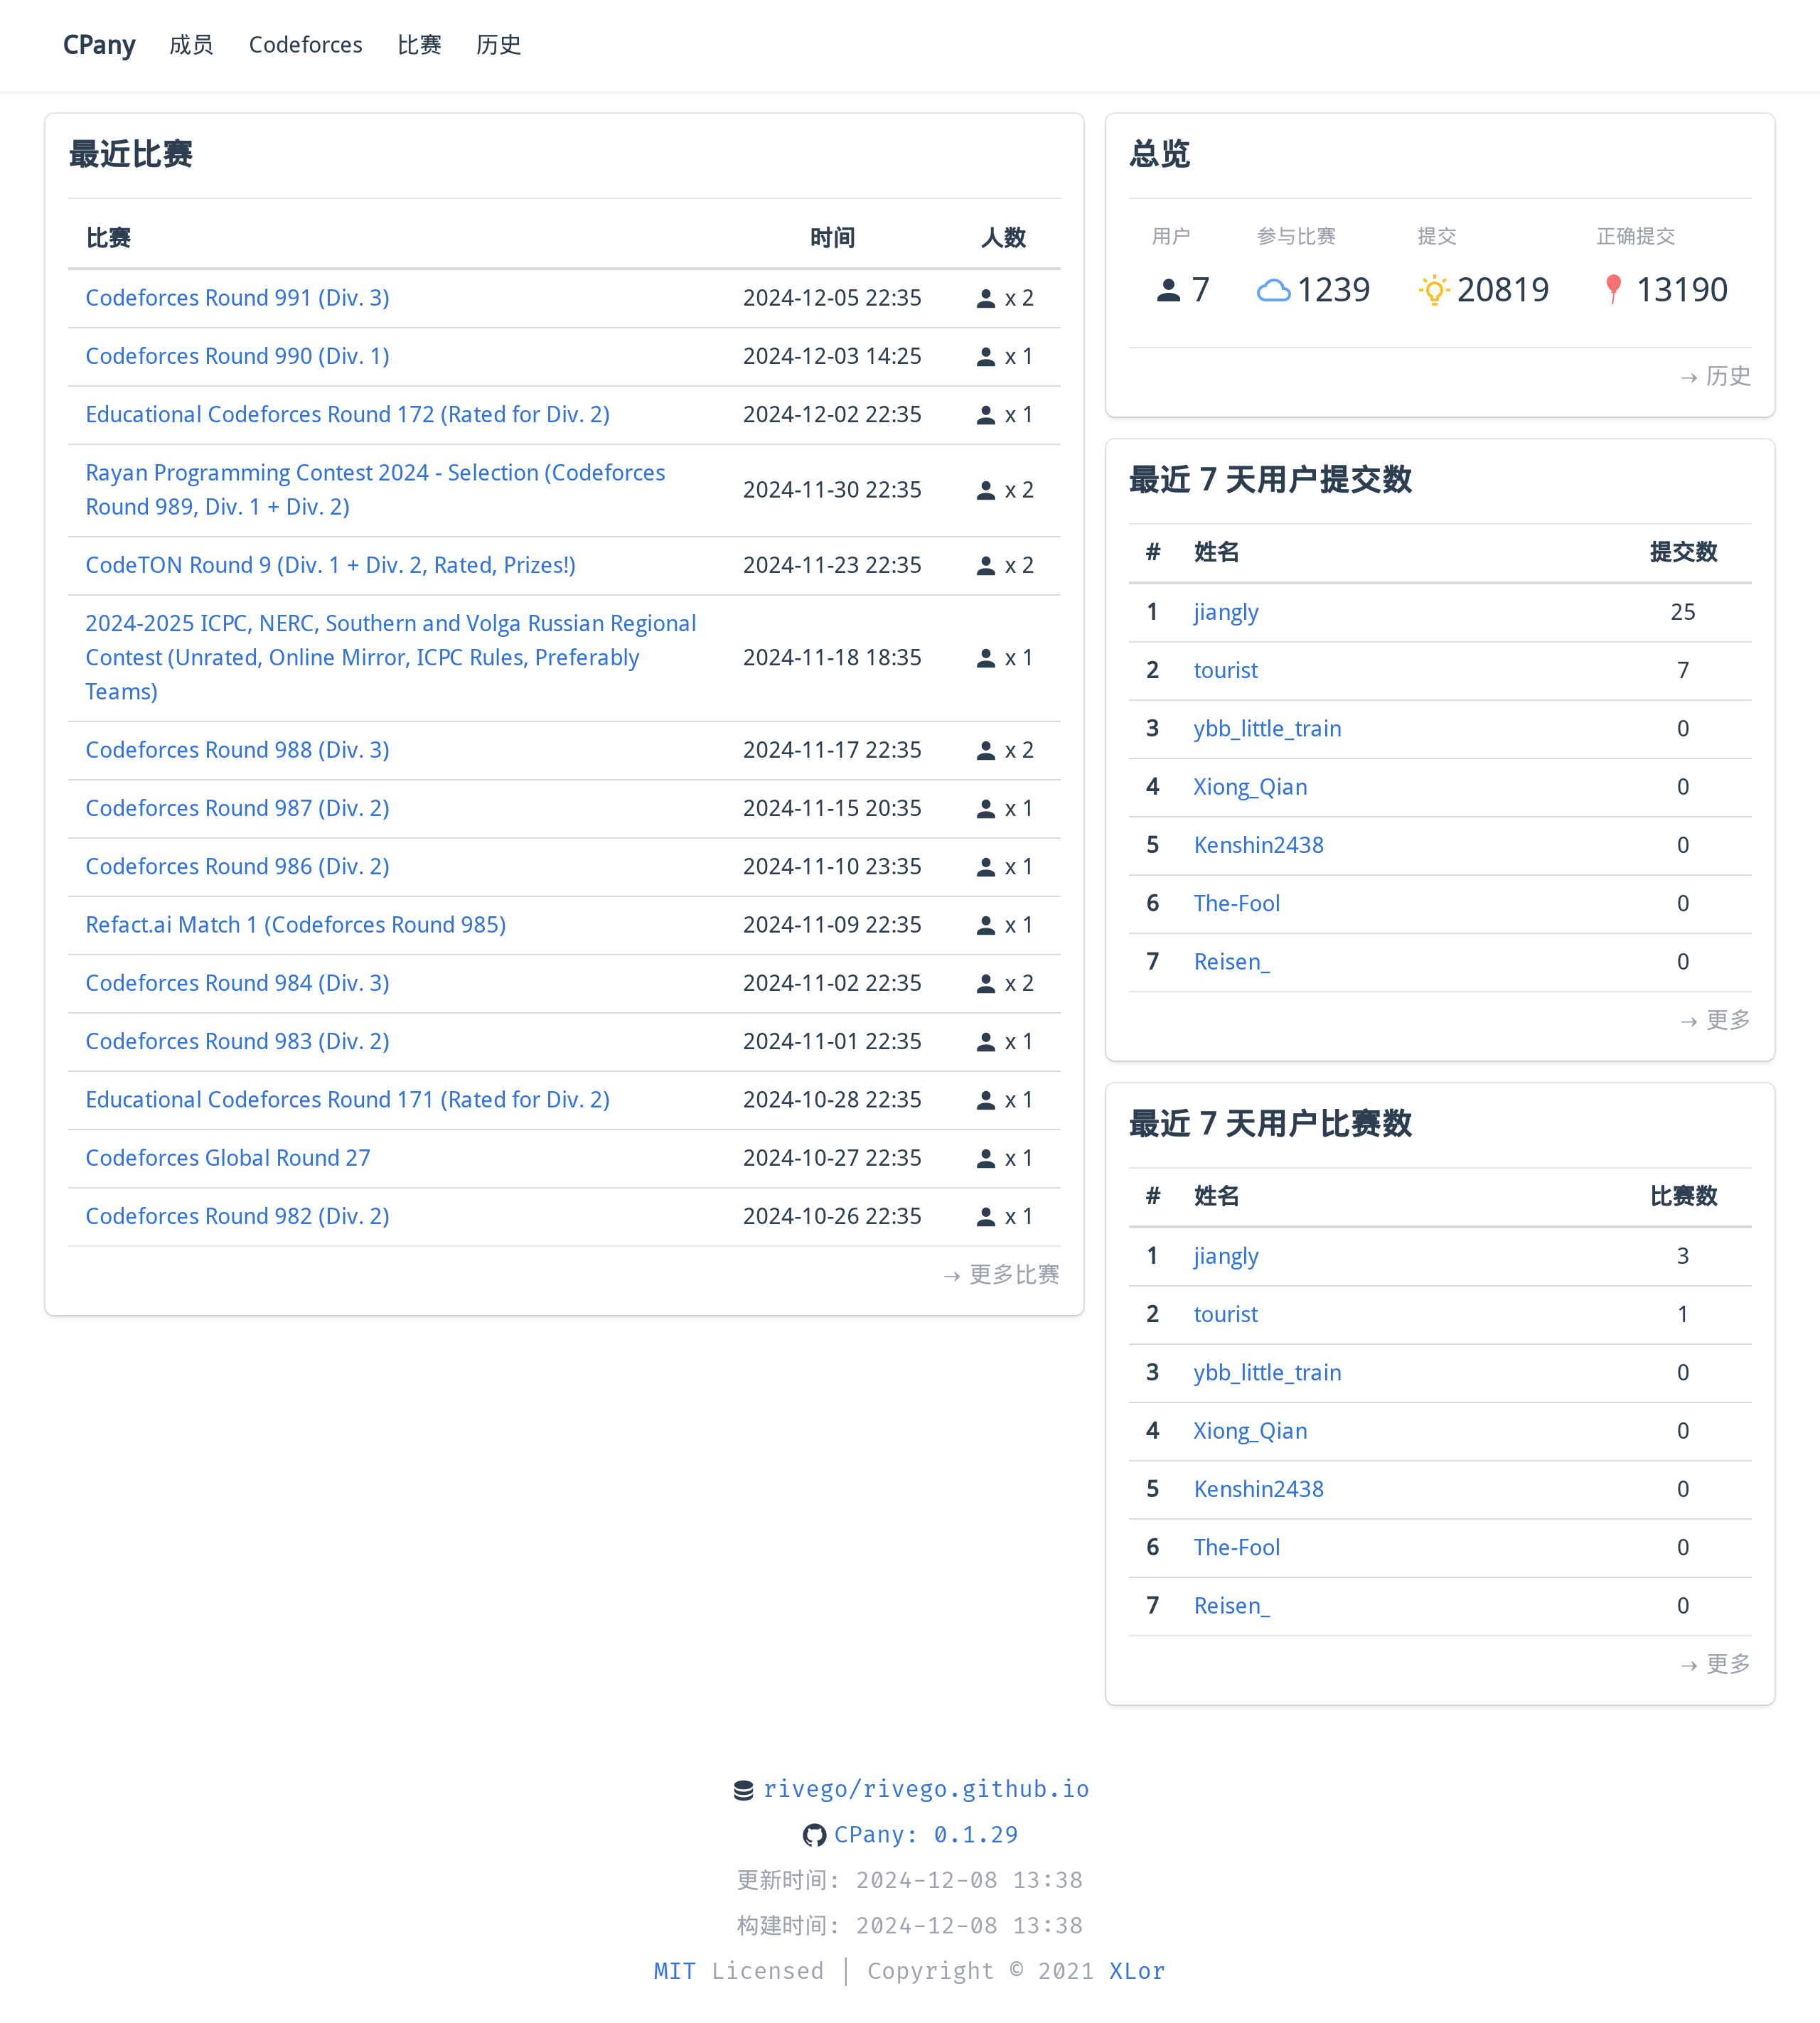 CPany 成员 Codeforces 比赛 历史
最近比赛
比赛 时间 人数
Codeforces Round 991 (Div. 3) 2024-12-05 22:35 x 2
Codeforces Round 990 (Div. 1) 2024-12-03 14:25 x 1
Educational Codeforces Round 172 (Rated for Div. 2) 2024-12-02 22:35 x 1
Rayan Programming Contest 2024 - Selection (Codeforces
Round 989, Div. 1 + Div. 2) 2024-11-30 22:35 x 2
CodeTON Round 9 (Div. 1 + Div. 2, Rated, Prizes!) 2024-11-23 22:35 x 2
2024-2025 ICPC, NERC, Southern and Volga Russian Regional
Contest (Unrated, Online Mirror, ICPC Rules, Preferably 2024-11-18 18:35 x 1
Teams)
Codeforces Round 988 (Div. 3) 2024-11-17 22:35 x 2
Codeforces Round 987 (Div. 2) 2024-11-15 20:35 x 1
Codeforces Round 986 (Div. 2) 2024-11-10 23:35 x 1
Refact.ai Match 1 (Codeforces Round 985) 2024-11-09 22:35 x 1
Codeforces Round 984 (Div. 3) 2024-11-02 22:35 x 2
Codeforces Round 983 (Div. 2) 2024-11-01 22:35 x 1
Educational Codeforces Round 171 (Rated for Div. 2) 2024-10-28 22:35 x 1
Codeforces Global Round 27 2024-10-27 22:35 x 1
Codeforces Round 982 (Div. 2) 2024-10-26 22:35 x 1
→ 更多比赛
总览
用户 参与比赛 提交 正确提交
7 1239 20819 13190
→ 历史
最近 7 天用户提交数
# 姓名 提交数
1 jiangly 25
2 tourist 7
3 ybb_little_train 0
4 Xiong_Qian 0
5 Kenshin2438 0
6 The-Fool 0
7 Reisen_ 0
→ 更多
最近 7 天用户比赛数
# 姓名 比赛数
1 jiangly 3
2 tourist 1
3 ybb_little_train 0
4 Xiong_Qian 0
5 Kenshin2438 0
6 The-Fool 0
7 Reisen_ 0
→ 更多
rivego/rivego.github.io
CPany: 0.1.29
更新时间: 2024-12-08 13:38
构建时间: 2024-12-08 13:38
MIT Licensed | Copyright © 2021 XLor